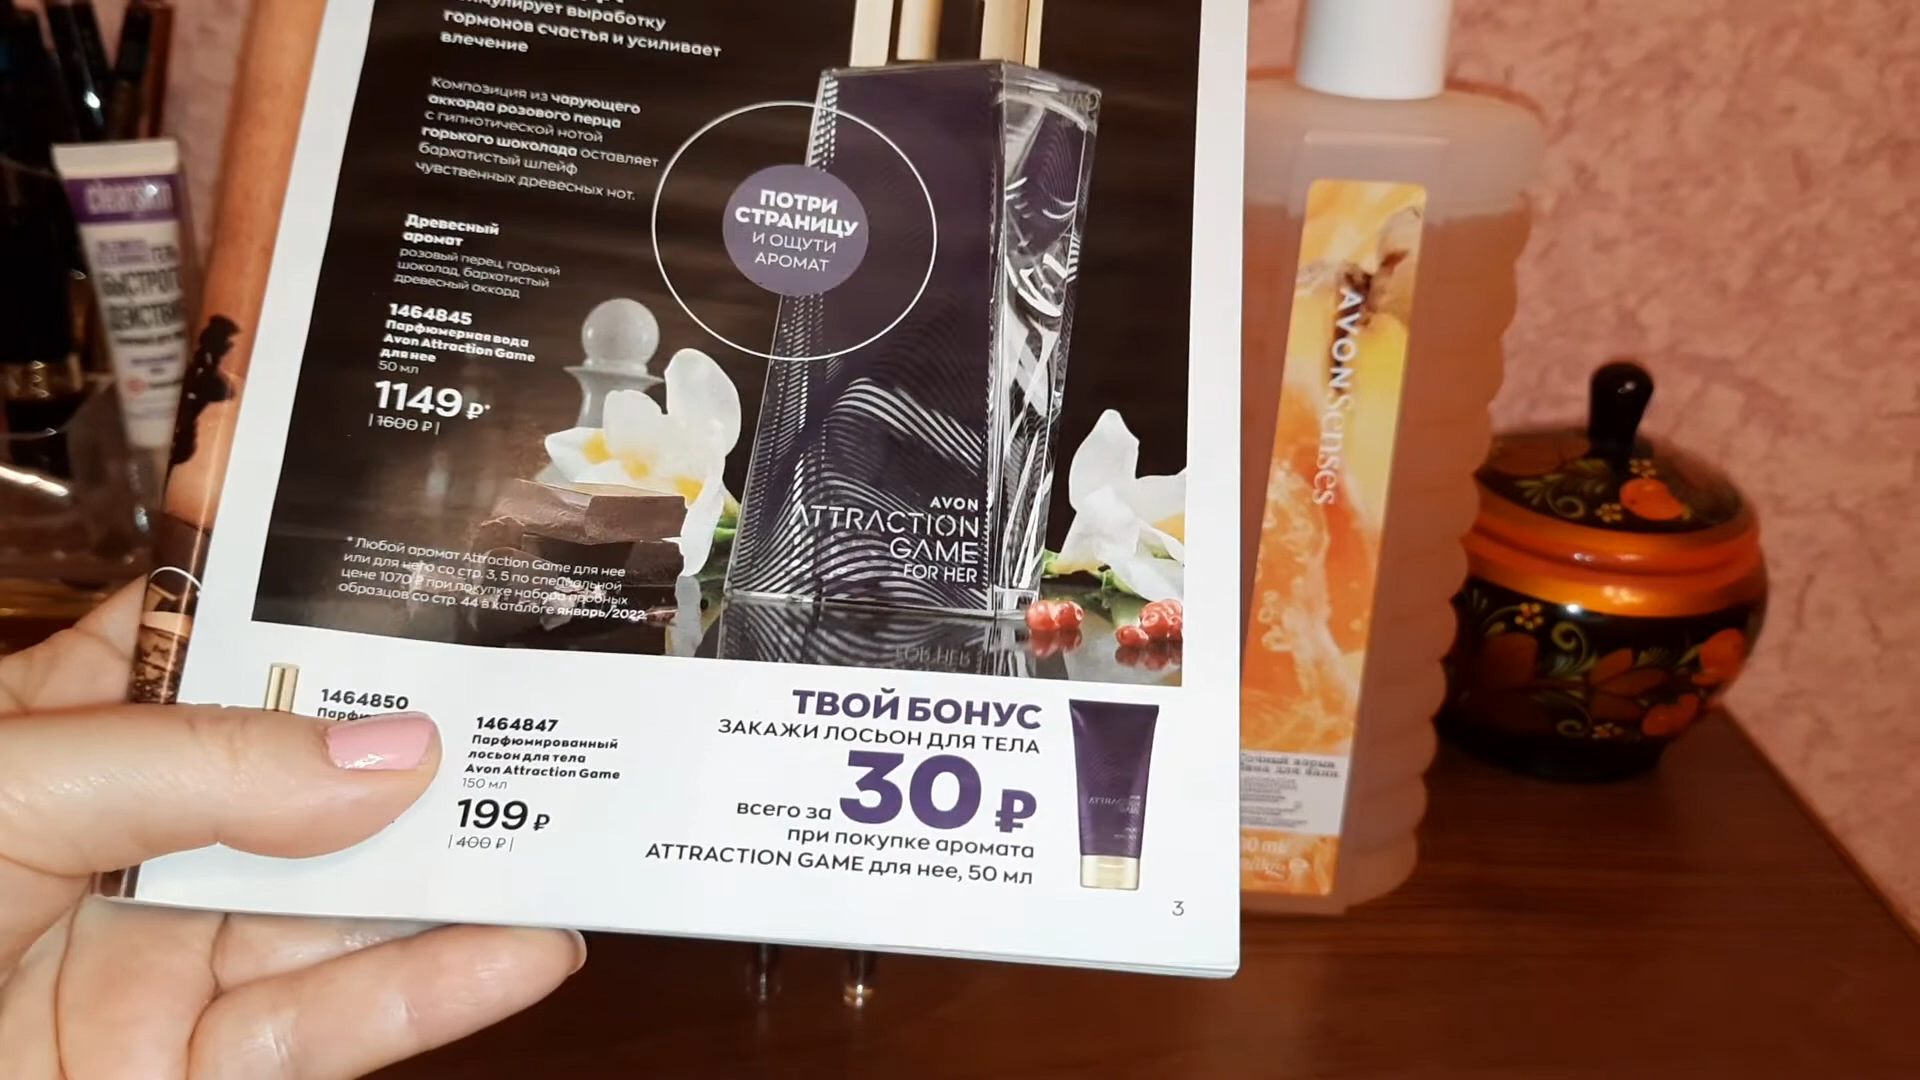 гормонов счастья и усиливает
влечение
Композиция из чарующего
аккорда розового перца
с гипнотической нотой
горького шоколада оставляет
бархатистый шлейф
чувственных древесных нот.
Древесный
аромат
розовый перец, горький
шоколад, бархатистый
древесный аккорд
1464845
Парфюмерная вода
Avon Attraction Game
для нее
50 мл
1149 ₽*
|1600 ₽|
ПОТРИ
СТРАНИЦУ
И ОЩУТИ
АРОМАТ
AVON
ATTRACTION
GAME
FOR HER
* Любой аромат Attraction Game для нее
или для него со стр. 3, 5 по специальной
цене 1070 ₽ при покупке набора пробных
образцов со стр. 44 в каталоге январь/2022.
1464850
1464847
Парфюмированный
лосьон для тела
Avon Attraction Game
150 мл
199 ₽
|400 ₽|
ТВОЙ БОНУС
ЗАКАЖИ ЛОСЬОН ДЛЯ ТЕЛА
всего за 30 ₽
при покупке аромата
ATTRACTION GAME для нее, 50 мл
3
clearskin
БЫСТРОГО
ДЕЙСТВИЯ
AVON senses